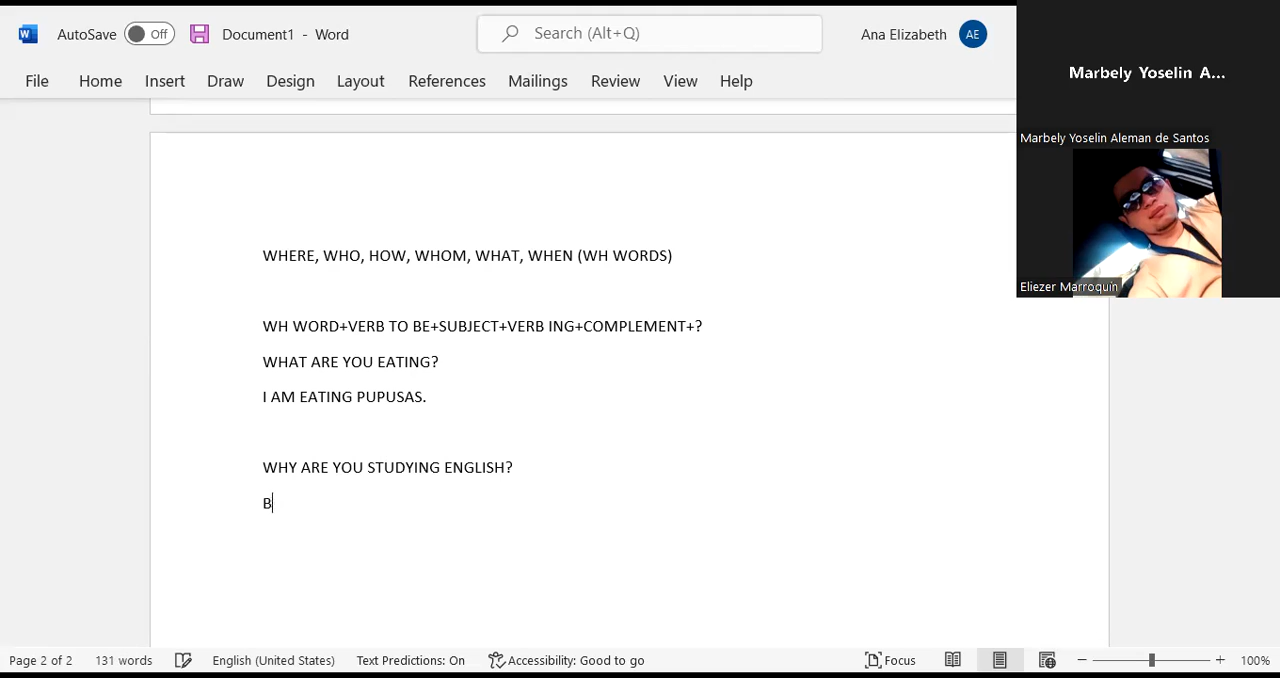 AutoSave Off Document1 - Word Search (Alt+Q) Ana Elizabeth AE
File Home Insert Draw Design Layout References Mailings Review View Help
Marbely Yoselin A...
Marbely Yoselin Aleman de Santos
Eliezer Marroquín
WHERE, WHO, HOW, WHOM, WHAT, WHEN (WH WORDS)
WH WORD+VERB TO BE+SUBJECT+VERB ING+COMPLEMENT+?
WHAT ARE YOU EATING?
I AM EATING PUPUSAS.
WHY ARE YOU STUDYING ENGLISH?
B
Page 2 of 2 131 words English (United States) Text Predictions: On Accessibility: Good to go Focus 100%